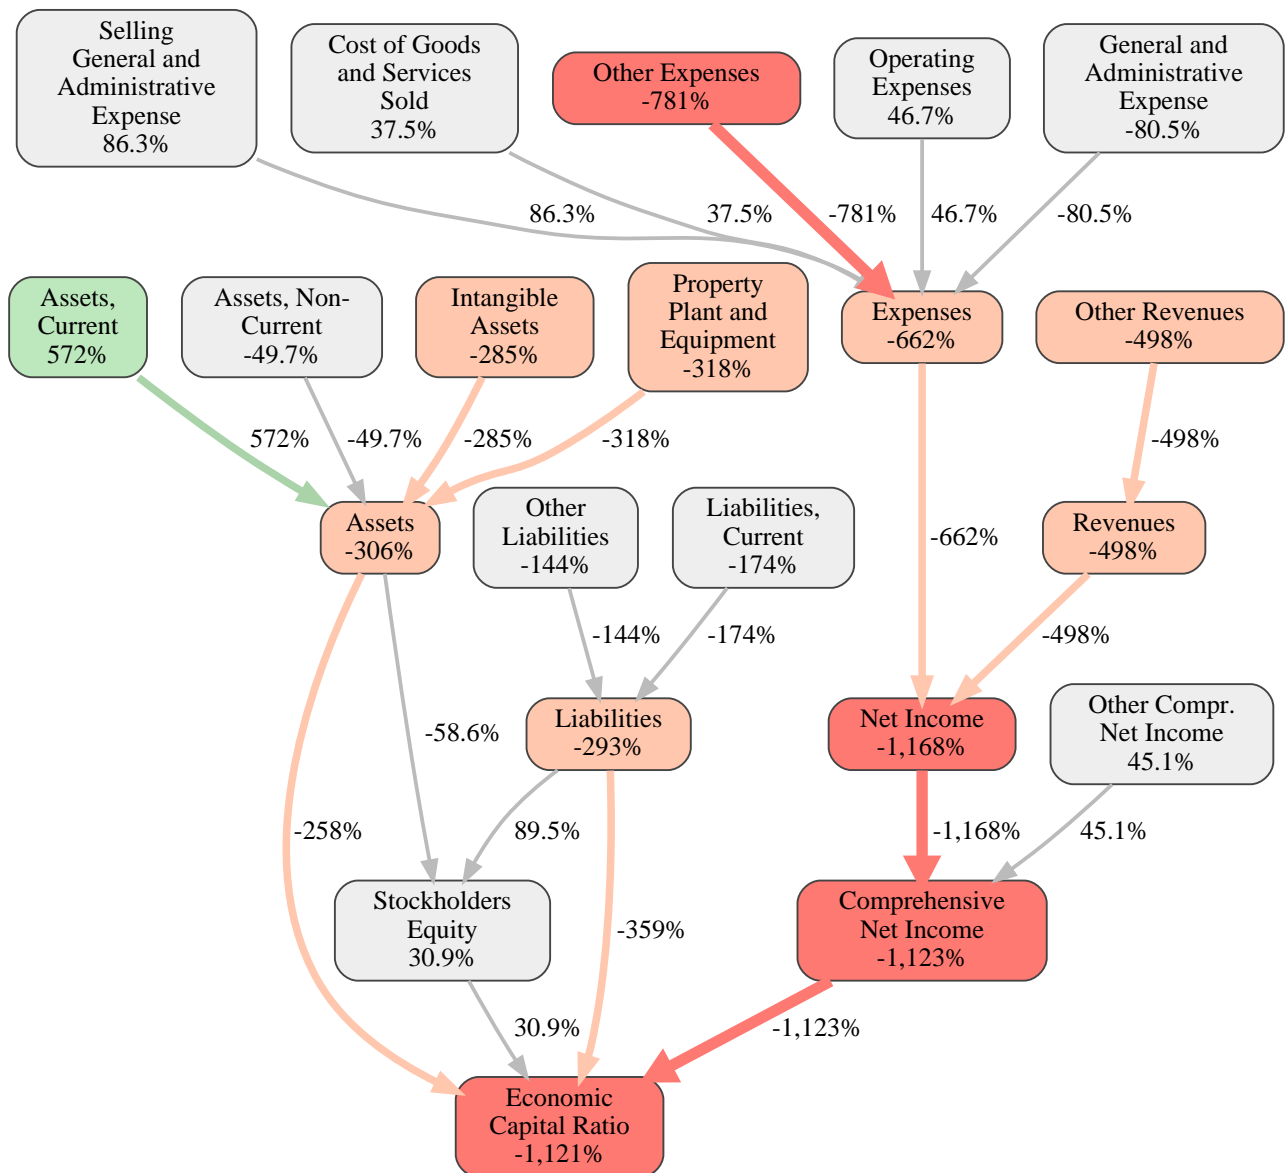 Selling
General and
Administrative
Expense
86.3%
Cost of Goods
and Services
Sold
37.5%
Other Expenses
-781%
Operating
Expenses
46.7%
General and
Administrative
Expense
-80.5%
86.3%
37.5%
-781%
46.7%
-80.5%
Assets,
Current
572%
Assets, Non-
Current
-49.7%
Intangible
Assets
-285%
Property
Plant and
Equipment
-318%
Expenses
-662%
Other Revenues
-498%
572%
-49.7%
-285%
-318%
-498%
Assets
-306%
Other
Liabilities
-144%
Liabilities,
Current
-174%
-662%
Revenues
-498%
-144%
-174%
-498%
-58.6%
Liabilities
-293%
Net Income
-1,168%
Other Compr.
Net Income
45.1%
-258%
89.5%
-1,168%
45.1%
Stockholders
Equity
30.9%
-359%
Comprehensive
Net Income
-1,123%
30.9%
-1,123%
Economic
Capital Ratio
-1,121%